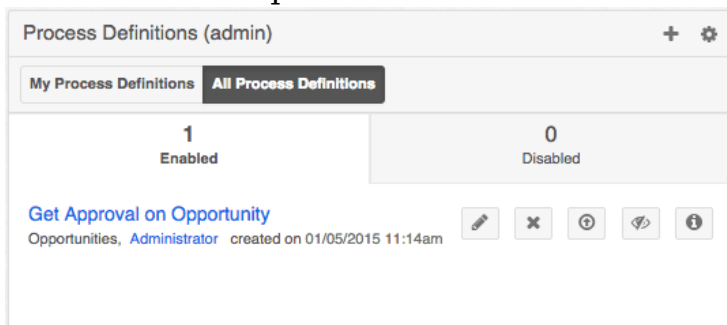 Process Definitions (admin)
My Process Definitions All Process Definitions
1 0
Enabled Disabled
Get Approval on Opportunity
Opportunities, Administrator created on 01/05/2015 11:14am